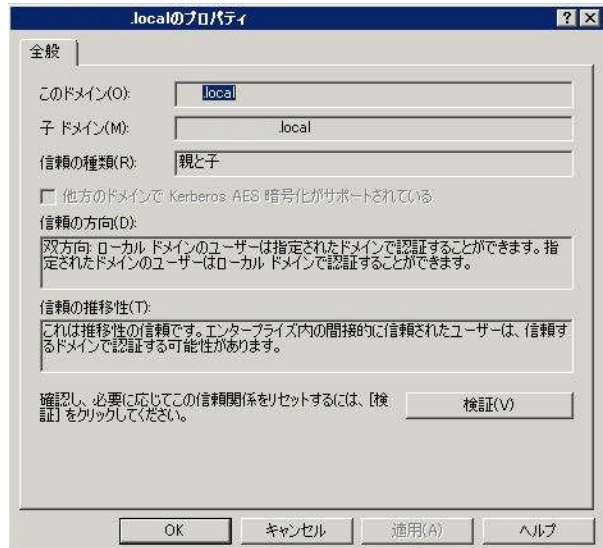 .localのプロパティ
全般
このドメイン(O):
.local
子 ドメイン(M):
.local
信頼の種類(R):
親と子
他方のドメインで Kerberos AES 暗号化がサポートされている
信頼の方向(D):
双方向: ローカル ドメインのユーザーは指定されたドメインで認証することができます。指
定されたドメインのユーザーはローカル ドメインで認証することができます。
信頼の推移性(T):
これは推移性の信頼です。エンタープライズ内の間接的に信頼されたユーザーは、信頼す
るドメインで認証する可能性があります。
確認し、必要に応じてこの信頼関係をリセットするには、[検
証] をクリックしてください。
検証(V)
OK
キャンセル
適用(A)
ヘルプ